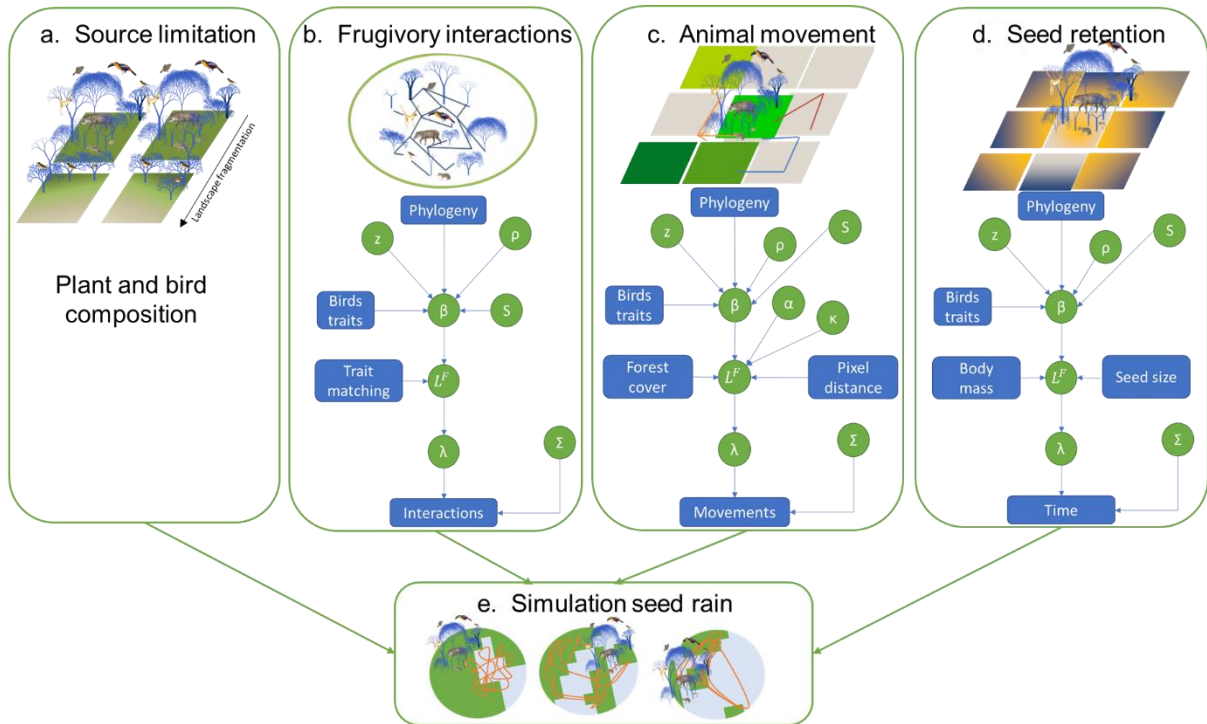 a. Source limitation
Landscape fragmentation
Plant and bird
composition
b. Frugivory interactions
Phylogeny
z
ρ
Birds
traits
β
S
Trait
matching
L^F
λ
Σ
Interactions
c. Animal movement
Phylogeny
z
ρ
S
Birds
traits
β
α
κ
Forest
cover
L^F
Pixel
distance
λ
Σ
Movements
d. Seed retention
Phylogeny
z
ρ
S
Birds
traits
β
Body
mass
L^F
Seed size
λ
Σ
Time
e. Simulation seed rain